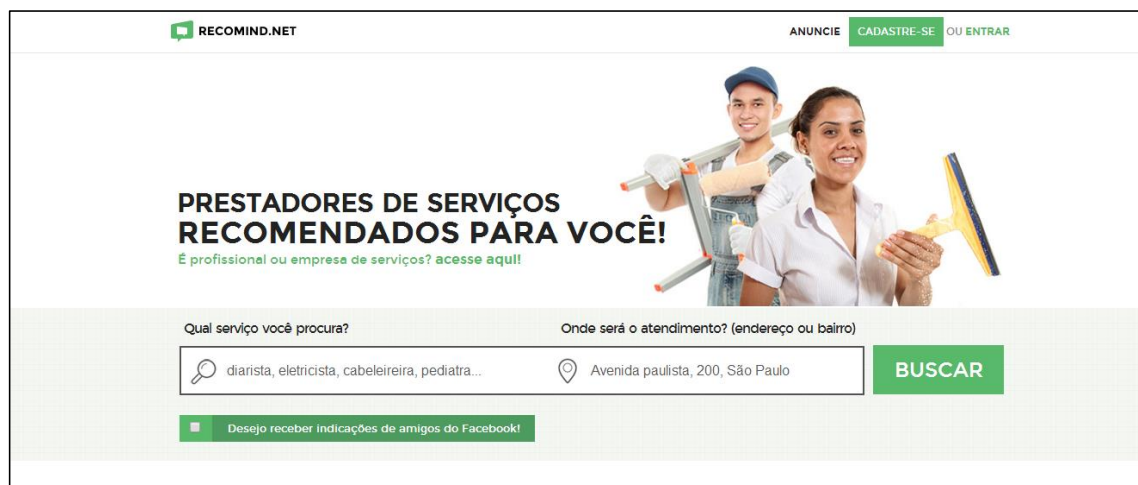 RECOMIND.NET
ANUNCIE CADASTRE-SE OU ENTRAR
PRESTADORES DE SERVIÇOS
RECOMENDADOS PARA VOCÊ!
É profissional ou empresa de serviços? acesse aqui!
Qual serviço você procura?
Onde será o atendimento? (endereço ou bairro)
diarista, eletricista, cabeleireira, pediatra...
Avenida paulista, 200, São Paulo
BUSCAR
Desejo receber indicações de amigos do Facebook!